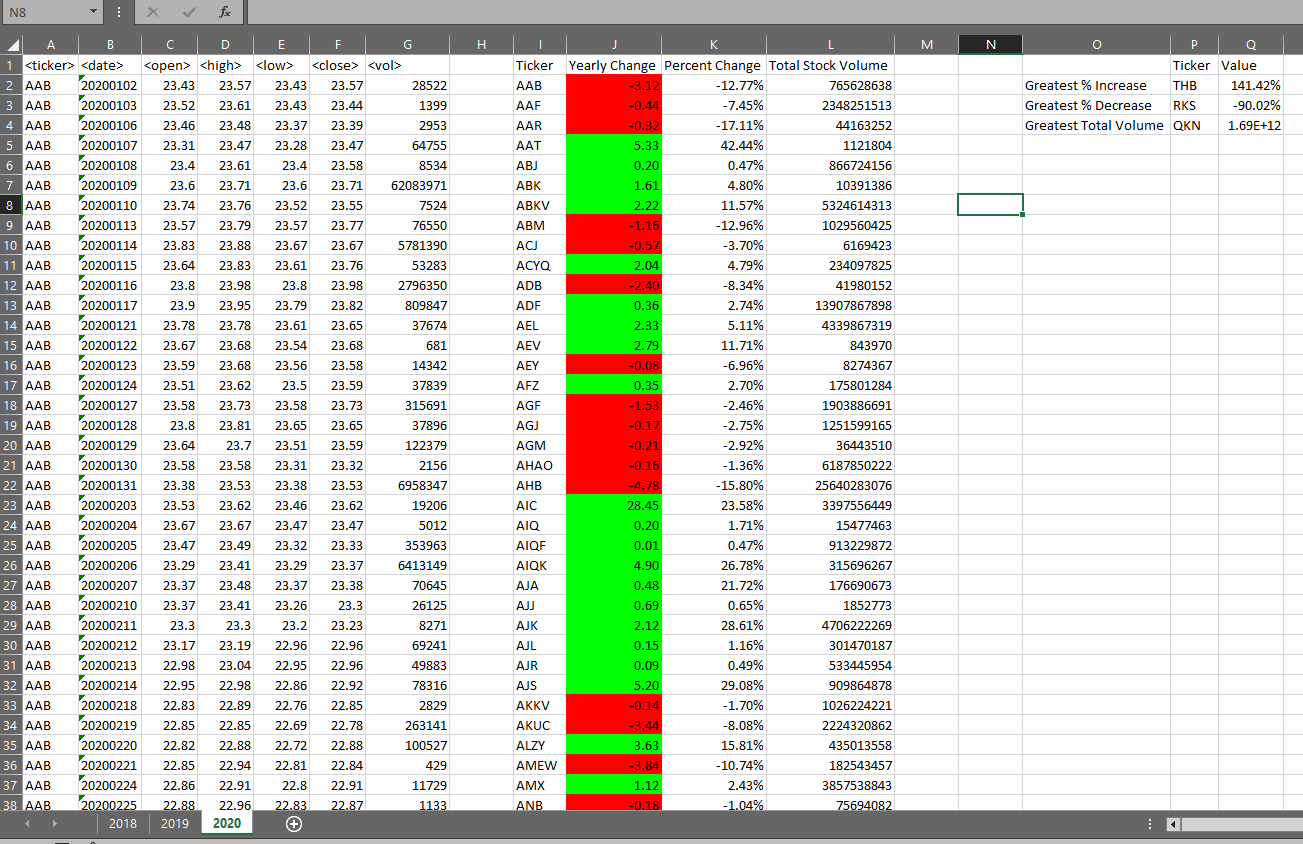 N8 fx
A B C D E F G H I J K L M N O P Q
1 <ticker> <date> <open> <high> <low> <close> <vol> Ticker Yearly Change Percent Change Total Stock Volume Ticker Value
2 AAB 20200102 23.43 23.57 23.43 23.57 28522 AAB -3.12 -12.77% 765628638 Greatest % Increase THB 141.42%
3 AAB 20200103 23.52 23.61 23.43 23.44 1399 AAF -0.44 -7.45% 2348251513 Greatest % Decrease RKS -90.02%
4 AAB 20200106 23.46 23.48 23.37 23.39 2953 AAR -0.32 -17.11% 44163252 Greatest Total Volume QKN 1.69E+12
5 AAB 20200107 23.31 23.47 23.28 23.47 64755 AAT 5.33 42.44% 1121804
6 AAB 20200108 23.4 23.61 23.4 23.58 8534 ABJ 0.20 0.47% 866724156
7 AAB 20200109 23.6 23.71 23.6 23.71 62083971 ABK 1.61 4.80% 10391386
8 AAB 20200110 23.74 23.76 23.52 23.55 7524 ABKV 2.22 11.57% 5324614313
9 AAB 20200113 23.57 23.79 23.57 23.77 76550 ABM -1.16 -12.96% 1029560425
10 AAB 20200114 23.83 23.88 23.67 23.67 5781390 ACJ -0.57 -3.70% 6169423
11 AAB 20200115 23.64 23.83 23.61 23.76 53283 ACYQ 2.04 4.79% 234097825
12 AAB 20200116 23.8 23.98 23.8 23.98 2796350 ADB -2.40 -8.34% 41980152
13 AAB 20200117 23.9 23.95 23.79 23.82 809847 ADF 0.36 2.74% 13907867898
14 AAB 20200121 23.78 23.78 23.61 23.65 37674 AEL 2.33 5.11% 4339867319
15 AAB 20200122 23.67 23.68 23.54 23.68 681 AEV 2.79 11.71% 843970
16 AAB 20200123 23.59 23.68 23.56 23.58 14342 AEY -0.08 -6.96% 8274367
17 AAB 20200124 23.51 23.62 23.5 23.59 37839 AFZ 0.35 2.70% 175801284
18 AAB 20200127 23.58 23.73 23.58 23.73 315691 AGF -1.53 -2.46% 1903886691
19 AAB 20200128 23.8 23.81 23.65 23.65 37896 AGJ -0.17 -2.75% 1251599165
20 AAB 20200129 23.64 23.7 23.51 23.59 122379 AGM -0.21 -2.92% 36443510
21 AAB 20200130 23.58 23.58 23.31 23.32 2156 AHAO -0.16 -1.36% 6187850222
22 AAB 20200131 23.38 23.53 23.38 23.53 6958347 AHB -4.78 -15.80% 25640283076
23 AAB 20200203 23.53 23.62 23.46 23.62 19206 AIC 28.45 23.58% 3397556449
24 AAB 20200204 23.67 23.67 23.47 23.47 5012 AIQ 0.20 1.71% 15477463
25 AAB 20200205 23.47 23.49 23.32 23.33 353963 AIQF 0.01 0.47% 913229872
26 AAB 20200206 23.29 23.41 23.29 23.37 6413149 AIQK 4.90 26.78% 315696267
27 AAB 20200207 23.37 23.48 23.37 23.38 70645 AJA 0.48 21.72% 176690673
28 AAB 20200210 23.37 23.41 23.26 23.3 26125 AJJ 0.69 0.65% 1852773
29 AAB 20200211 23.3 23.3 23.2 23.23 8271 AJK 2.12 28.61% 4706222269
30 AAB 20200212 23.17 23.19 22.96 22.96 69241 AJL 0.15 1.16% 301470187
31 AAB 20200213 22.98 23.04 22.95 22.96 49883 AJR 0.09 0.49% 533445954
32 AAB 20200214 22.95 22.98 22.86 22.92 78316 AJS 5.20 29.08% 909864878
33 AAB 20200218 22.83 22.89 22.76 22.85 2829 AKKV -0.14 -1.70% 1026224221
34 AAB 20200219 22.85 22.85 22.69 22.78 263141 AKUC -3.44 -8.08% 2224320862
35 AAB 20200220 22.82 22.88 22.72 22.88 100527 ALZY 3.63 15.81% 435013558
36 AAB 20200221 22.85 22.94 22.81 22.84 429 AMEW -3.84 -10.74% 182543457
37 AAB 20200224 22.86 22.91 22.8 22.91 11729 AMX 1.12 2.43% 3857538843
38 AAB 20200225 22.88 22.96 22.83 22.87 1133 ANB -0.18 -1.04% 75694082
2018 2019 2020